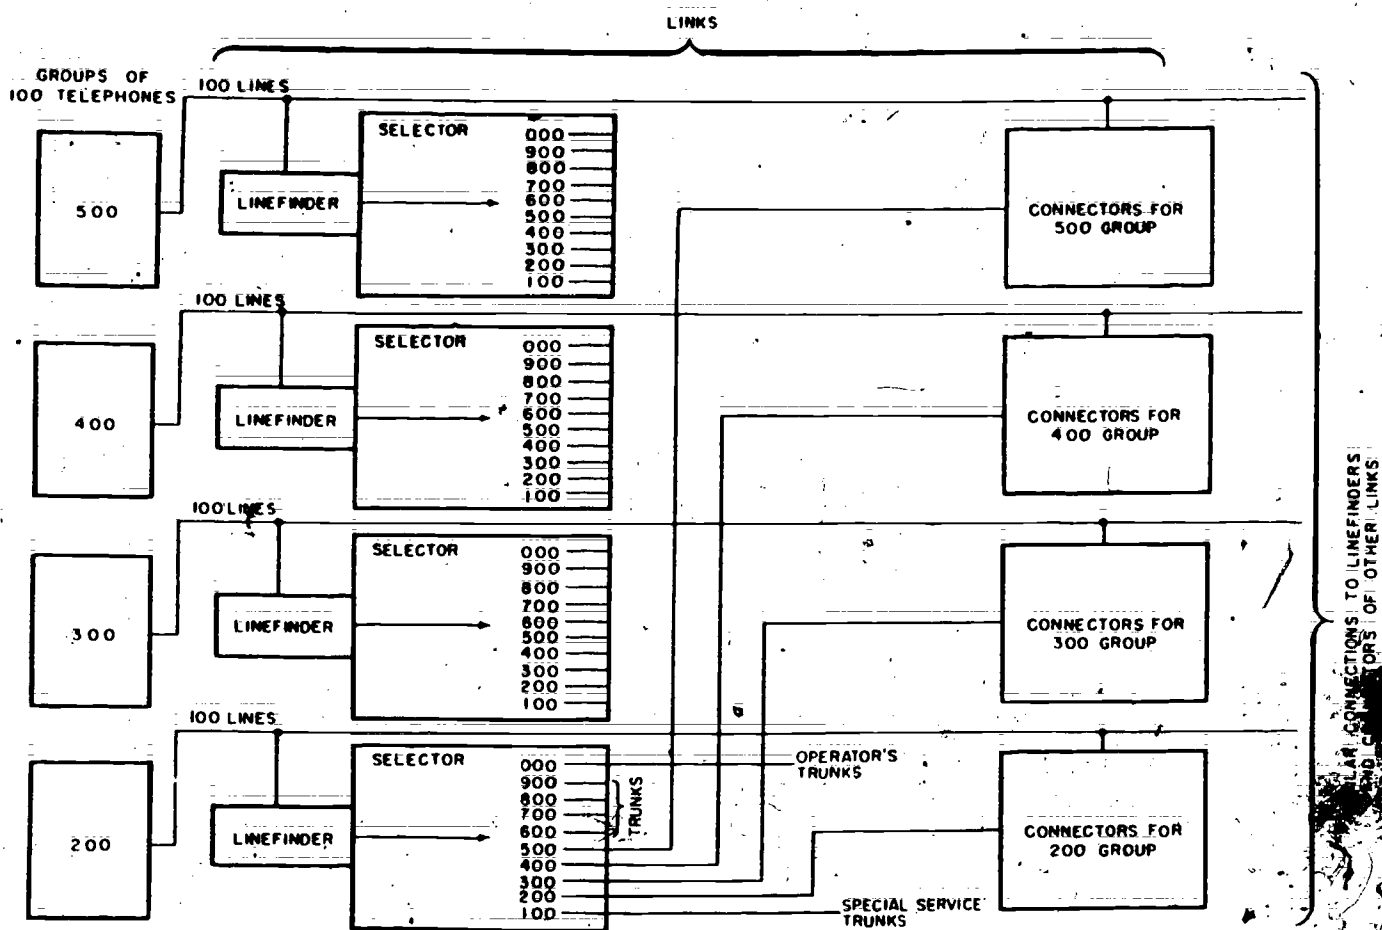 LINKS
GROUPS OF
100 TELEPHONES
100 LINES
500
LINEFINDER
SELECTOR
000
900
800
700
600
500
400
300
200
100
CONNECTORS FOR
500 GROUP
100 LINES
400
LINEFINDER
SELECTOR
000
900
800
700
600
500
400
300
200
100
CONNECTORS FOR
400 GROUP
100 LINES
300
LINEFINDER
SELECTOR
000
900
800
700
600
500
400
300
200
100
CONNECTORS FOR
300 GROUP
100 LINES
200
LINEFINDER
SELECTOR
000
900
800
700
600
500
400
300
200
100
TRUNKS
OPERATOR'S
TRUNKS
SPECIAL SERVICE
TRUNKS
CONNECTORS FOR
200 GROUP
CONNECTIONS TO LINEFINDERS
OF OTHER LINKS